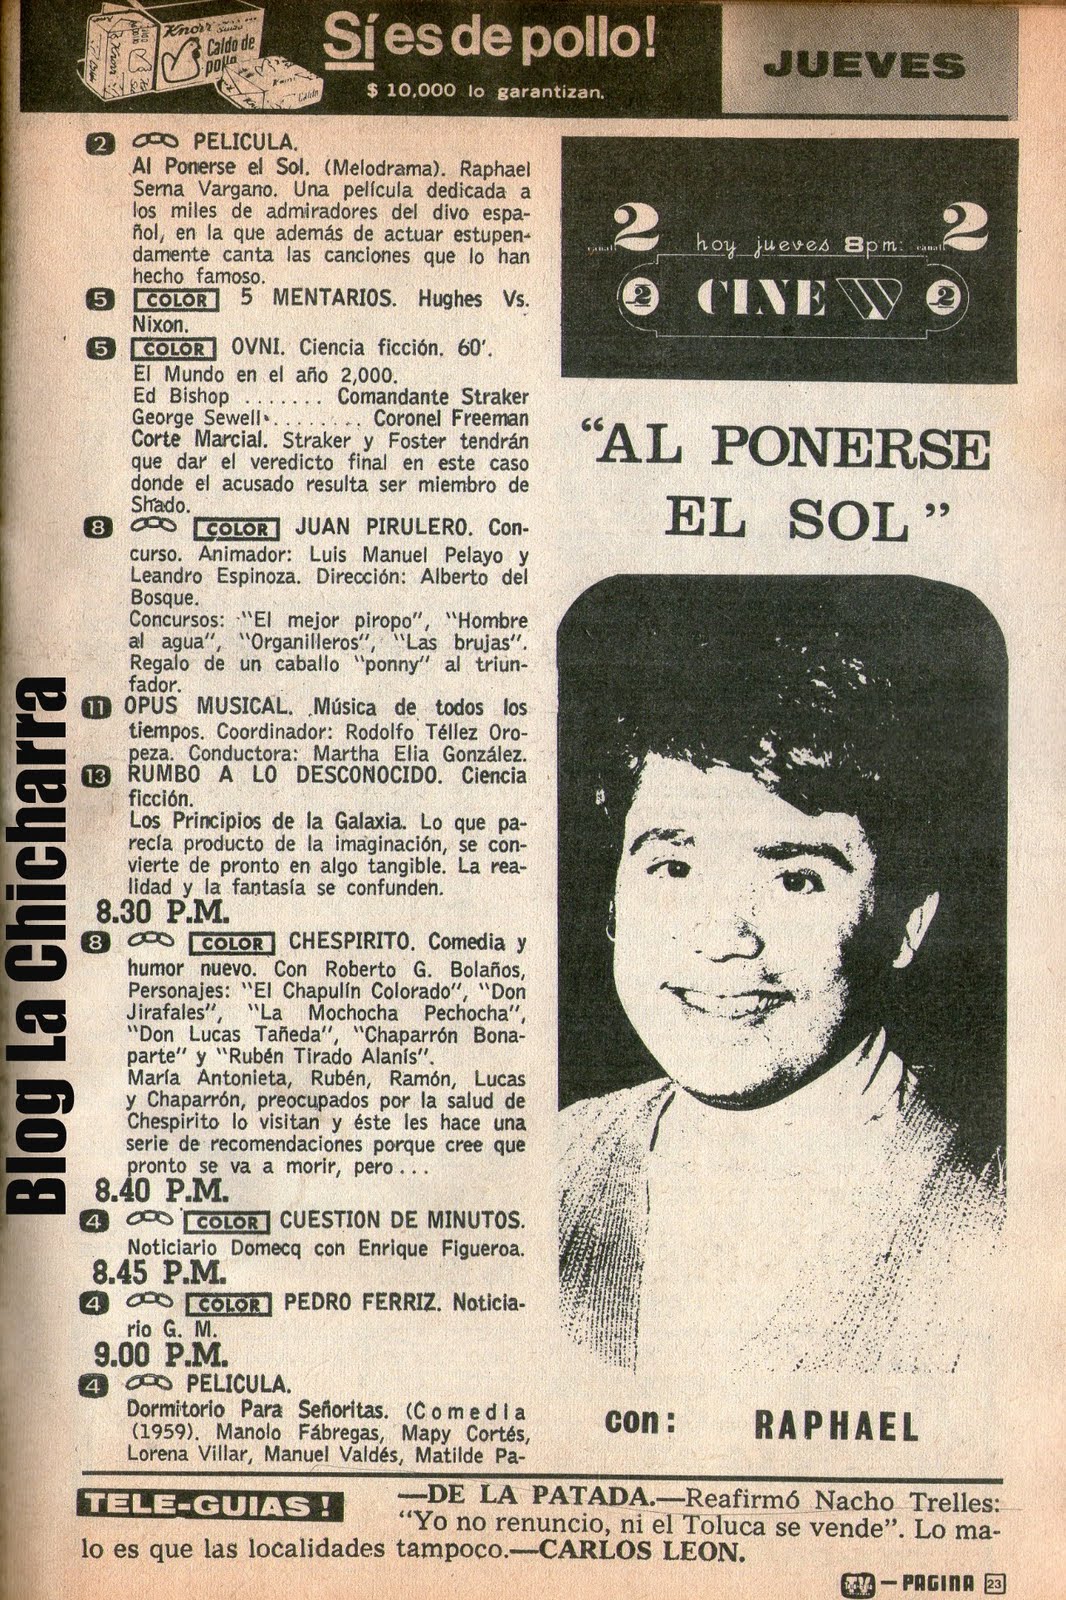 Knorr Suiza
Caldo de
pollo
Sí es de pollo!
$ 10,000 lo garantizan.
JUEVES
2 PELICULA.
Al Ponerse el Sol. (Melodrama). Raphael
Serna Vargano. Una película dedicada a
los miles de admiradores del divo espa-
ñol, en la que además de actuar estupen-
damente canta las canciones que lo han
hecho famoso.
5 COLOR 5 MENTARIOS. Hughes Vs.
Nixon.
5 COLOR OVNI. Ciencia ficción. 60'.
El Mundo en el año 2,000.
Ed Bishop ....... Comandante Straker
George Sewell ........ Coronel Freeman
Corte Marcial. Straker y Foster tendrán
que dar el veredicto final en este caso
donde el acusado resulta ser miembro de
Shado.
8 COLOR JUAN PIRULERO. Con-
curso. Animador: Luis Manuel Pelayo y
Leandro Espinoza. Dirección: Alberto del
Bosque.
Concursos: "El mejor piropo", "Hombre
al agua", "Organilleros", "Las brujas".
Regalo de un caballo "ponny" al triun-
fador.
11 OPUS MUSICAL. Música de todos los
tiempos. Coordinador: Rodolfo Téllez Oro-
peza. Conductora: Martha Elia González.
13 RUMBO A LO DESCONOCIDO. Ciencia
ficción.
Los Principios de la Galaxia. Lo que pa-
recía producto de la imaginación, se con-
vierte de pronto en algo tangible. La rea-
lidad y la fantasía se confunden.
8.30 P.M.
8 COLOR CHESPIRITO. Comedia y
humor nuevo. Con Roberto G. Bolaños,
Personajes: "El Chapulín Colorado", "Don
Jirafales", "La Mochocha Pechocha",
"Don Lucas Tañeda", "Chaparrón Bona-
parte" y "Rubén Tirado Alanís".
María Antonieta, Rubén, Ramón, Lucas
y Chaparrón, preocupados por la salud de
Chespirito lo visitan y éste les hace una
serie de recomendaciones porque cree que
pronto se va a morir, pero...
8.40 P.M.
4 COLOR CUESTION DE MINUTOS.
Noticiario Domecq con Enrique Figueroa.
8.45 P.M.
4 COLOR PEDRO FERRIZ. Noticia-
rio G. M.
9.00 P.M.
4 PELICULA.
Dormitorio Para Señoritas. (Comedia
(1959). Manolo Fábregas, Mapy Cortés,
Lorena Villar, Manuel Valdés, Matilde Pa-
canal 2 hoy jueves 8pm. canal 2
2 CINE W 2
"AL PONERSE
EL SOL"
con: RAPHAEL
TELE-GUIAS! —DE LA PATADA.—Reafirmó Nacho Trelles:
"Yo no renuncio, ni el Toluca se vende". Lo ma-
lo es que las localidades tampoco.—CARLOS LEON.
TV —PAGINA 23
Blog La Chicharra